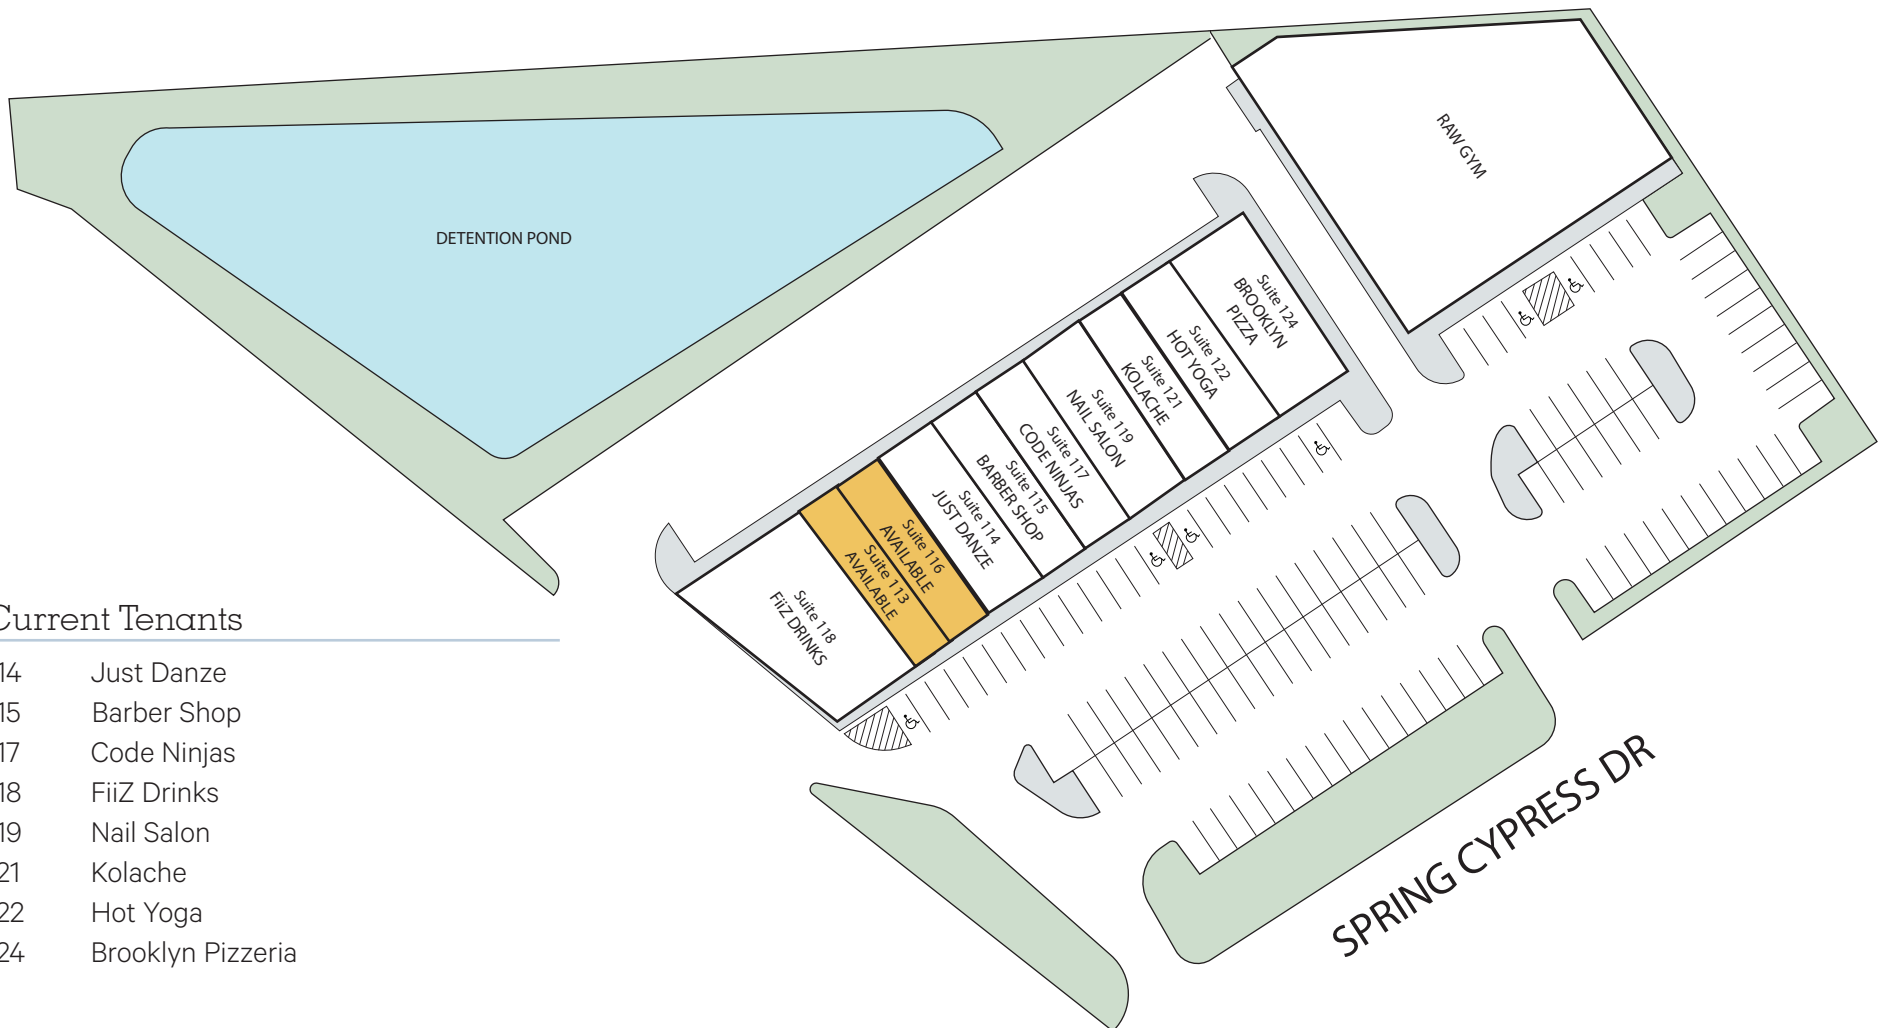 DETENTION POND
RAW GYM
Suite 124
BROOKLYN
PIZZA
Suite 122
HOT YOGA
Suite 121
KOLACHE
Suite 119
NAIL SALON
Suite 117
CODE NINJAS
Suite 115
BARBER SHOP
Suite 114
JUST DANZE
Suite 116
AVAILABLE
Suite 113
AVAILABLE
Suite 118
FiiZ DRINKS
Current Tenants
14 Just Danze
15 Barber Shop
17 Code Ninjas
18 FiiZ Drinks
19 Nail Salon
21 Kolache
22 Hot Yoga
24 Brooklyn Pizzeria
SPRING CYPRESS DR